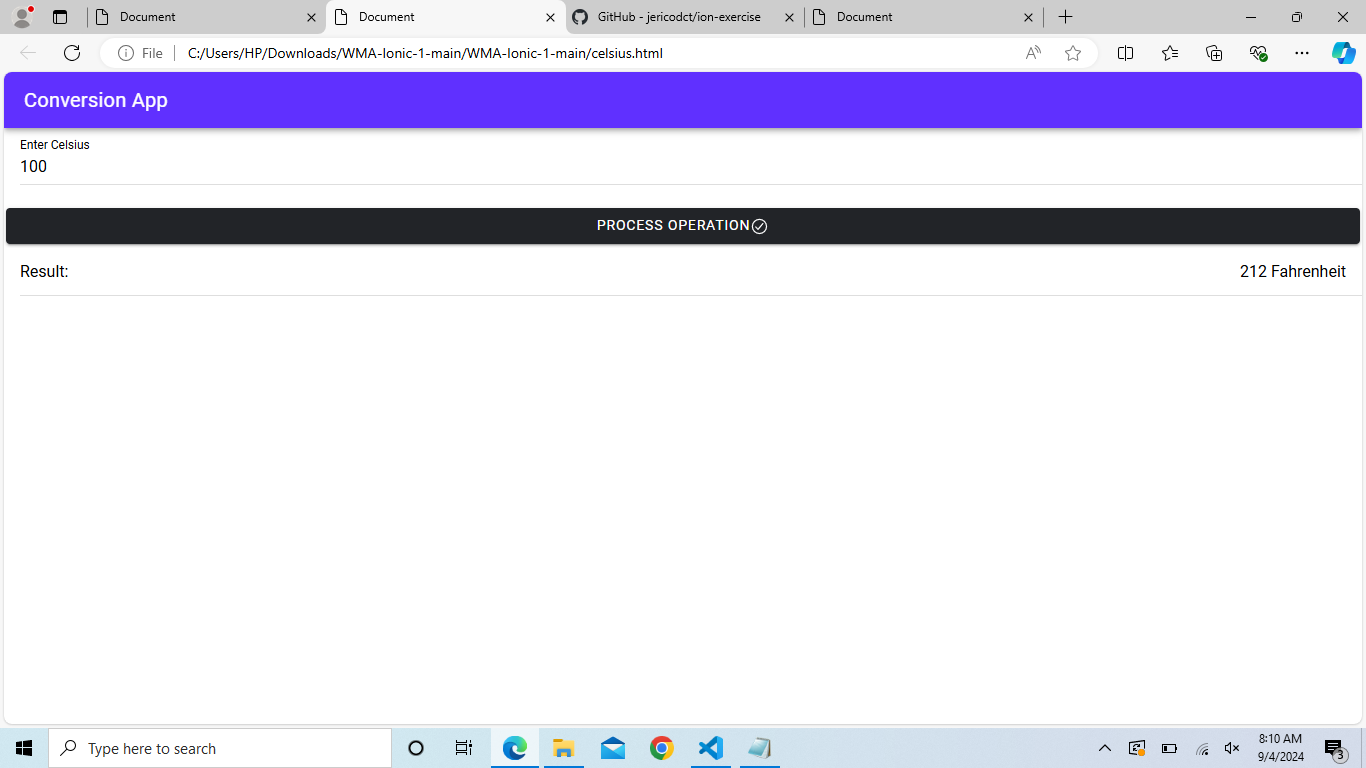 Document
Document
GitHub - jericodct/ion-exercise
Document
File
C:/Users/HP/Downloads/WMA-Ionic-1-main/WMA-Ionic-1-main/celsius.html
Conversion App
Enter Celsius
100
PROCESS OPERATION
Result: 212 Fahrenheit
Type here to search
8:10 AM
9/4/2024
3